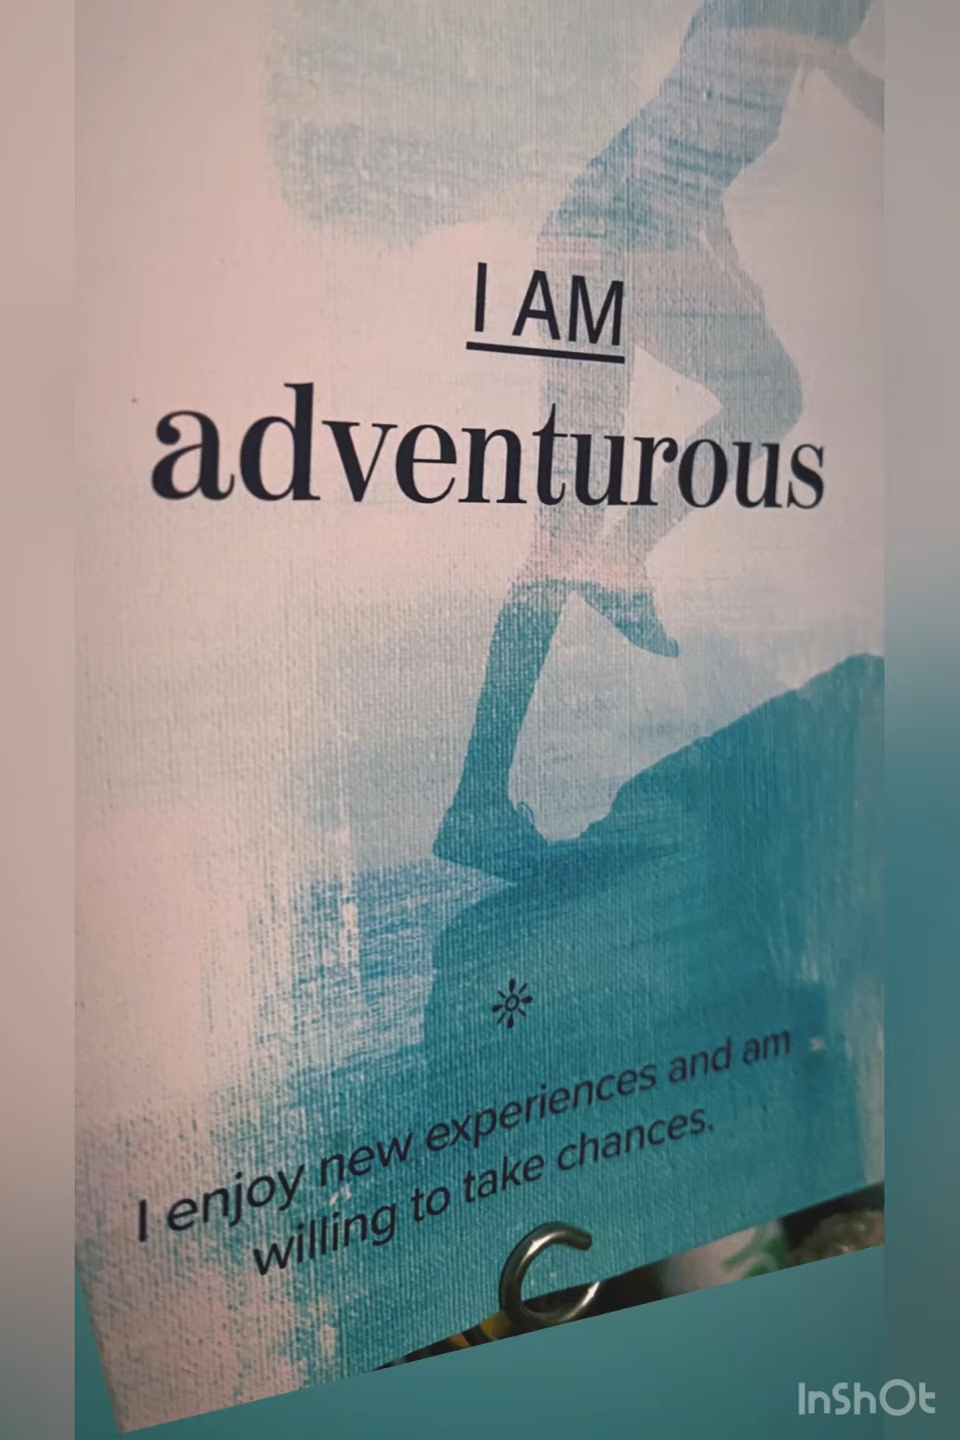 I AM
adventurous
I enjoy new experiences and am
willing to take chances.
InShOt